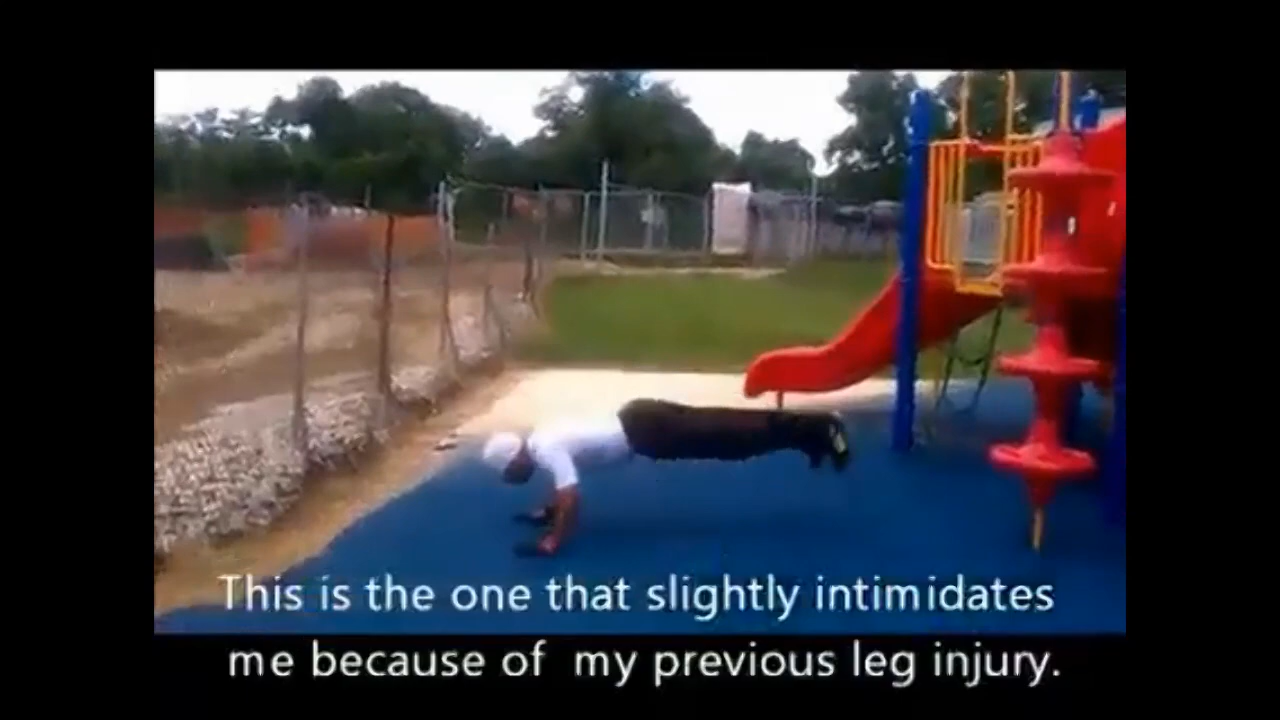 This is the one that slightly intimidates
me because of my previous leg injury.